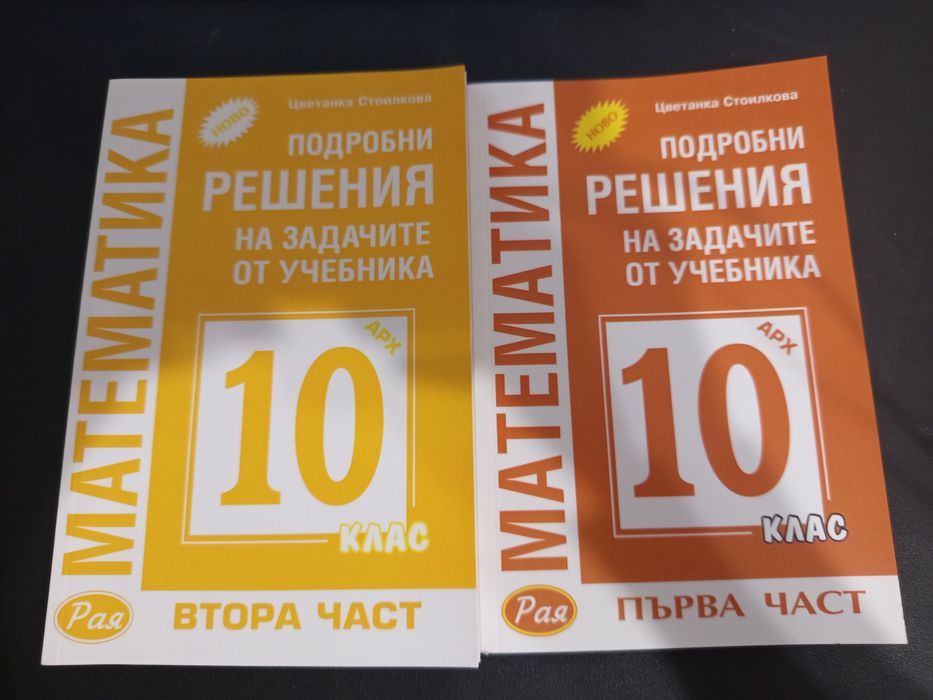 МАТЕМАТИКА
Цветанка Стоилкова
НОВО
ПОДРОБНИ
РЕШЕНИЯ
НА ЗАДАЧИТЕ
ОТ УЧЕБНИКА
АРХ
10
КЛАС
Рая
ВТОРА ЧАСТ
МАТЕМАТИКА
Цветанка Стоилкова
НОВО
ПОДРОБНИ
РЕШЕНИЯ
НА ЗАДАЧИТЕ
ОТ УЧЕБНИКА
АРХ
10
КЛАС
Рая
ПЪРВА ЧАСТ